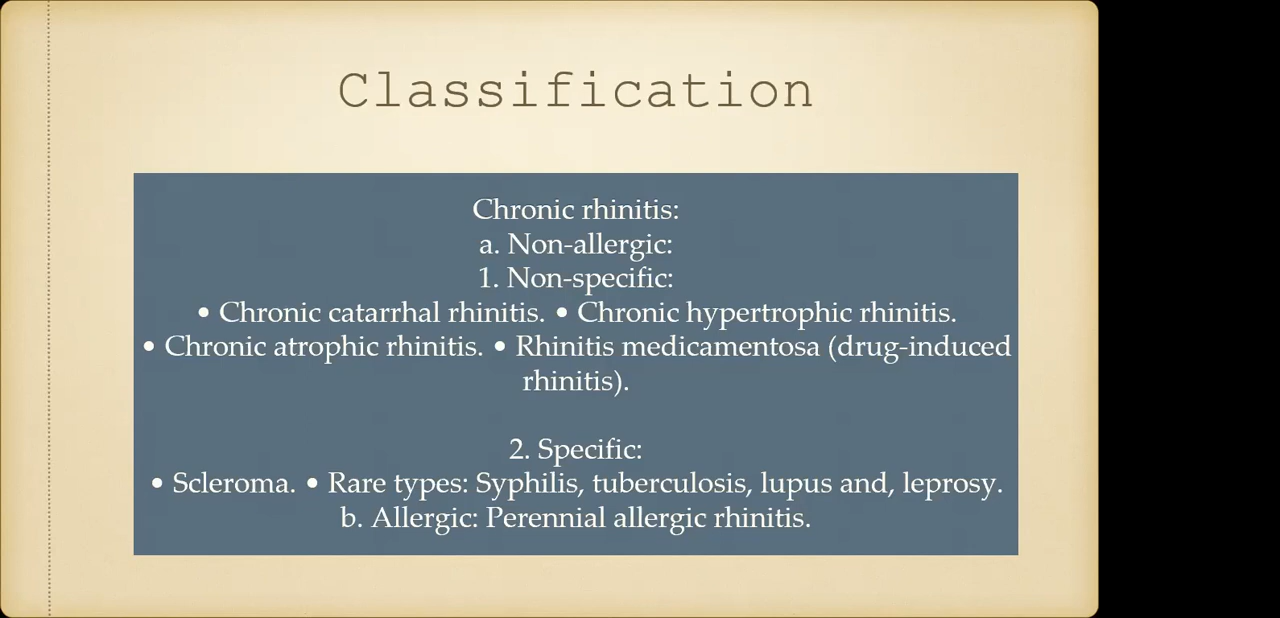 Classification
Chronic rhinitis:
a. Non-allergic:
1. Non-specific:
• Chronic catarrhal rhinitis. • Chronic hypertrophic rhinitis.
• Chronic atrophic rhinitis. • Rhinitis medicamentosa (drug-induced
rhinitis).
2. Specific:
• Scleroma. • Rare types: Syphilis, tuberculosis, lupus and, leprosy.
b. Allergic: Perennial allergic rhinitis.